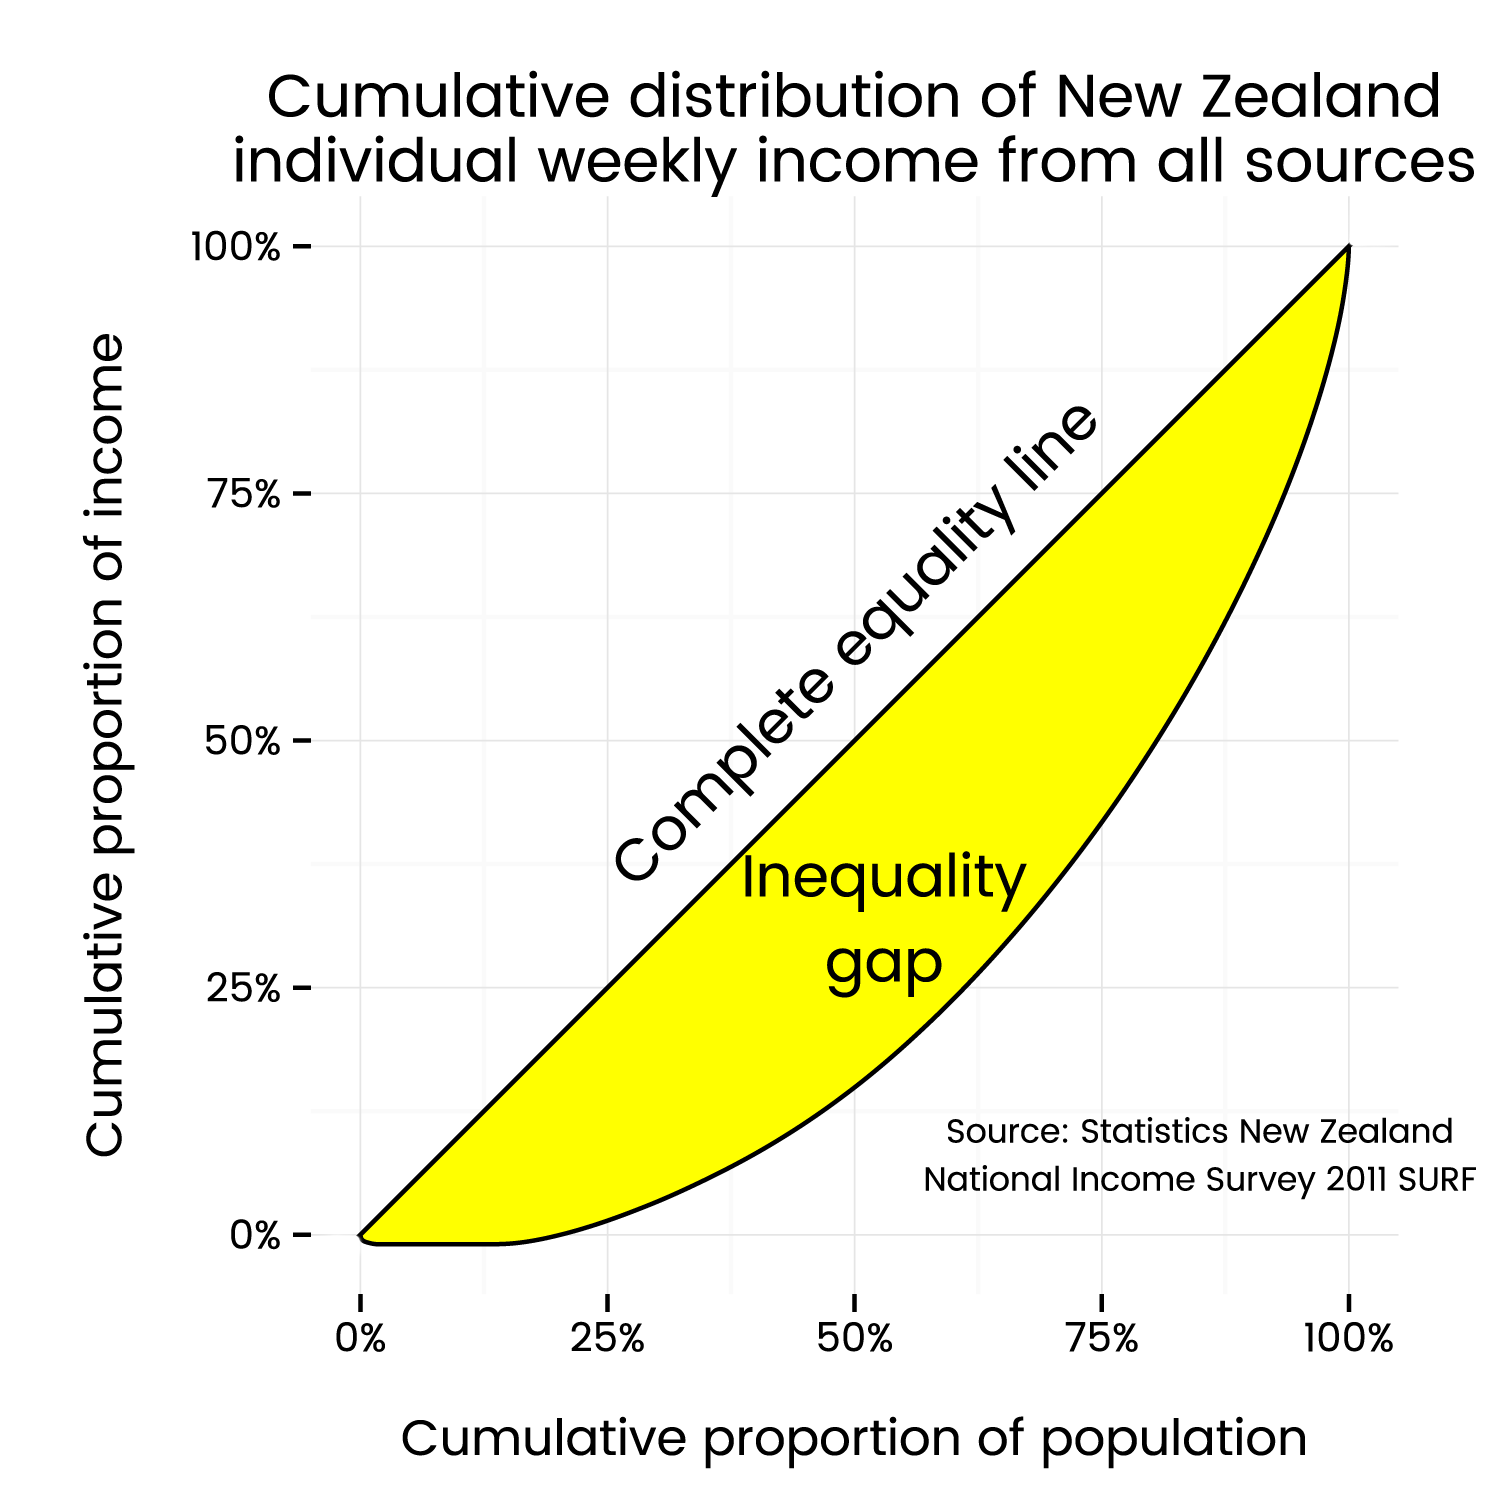 Cumulative distribution of New Zealand
individual weekly income from all sources
100%
75%
50%
25%
0%
Cumulative proportion of income
Complete equality line
Inequality
gap
Source: Statistics New Zealand
National Income Survey 2011 SURF
0%
25%
50%
75%
100%
Cumulative proportion of population